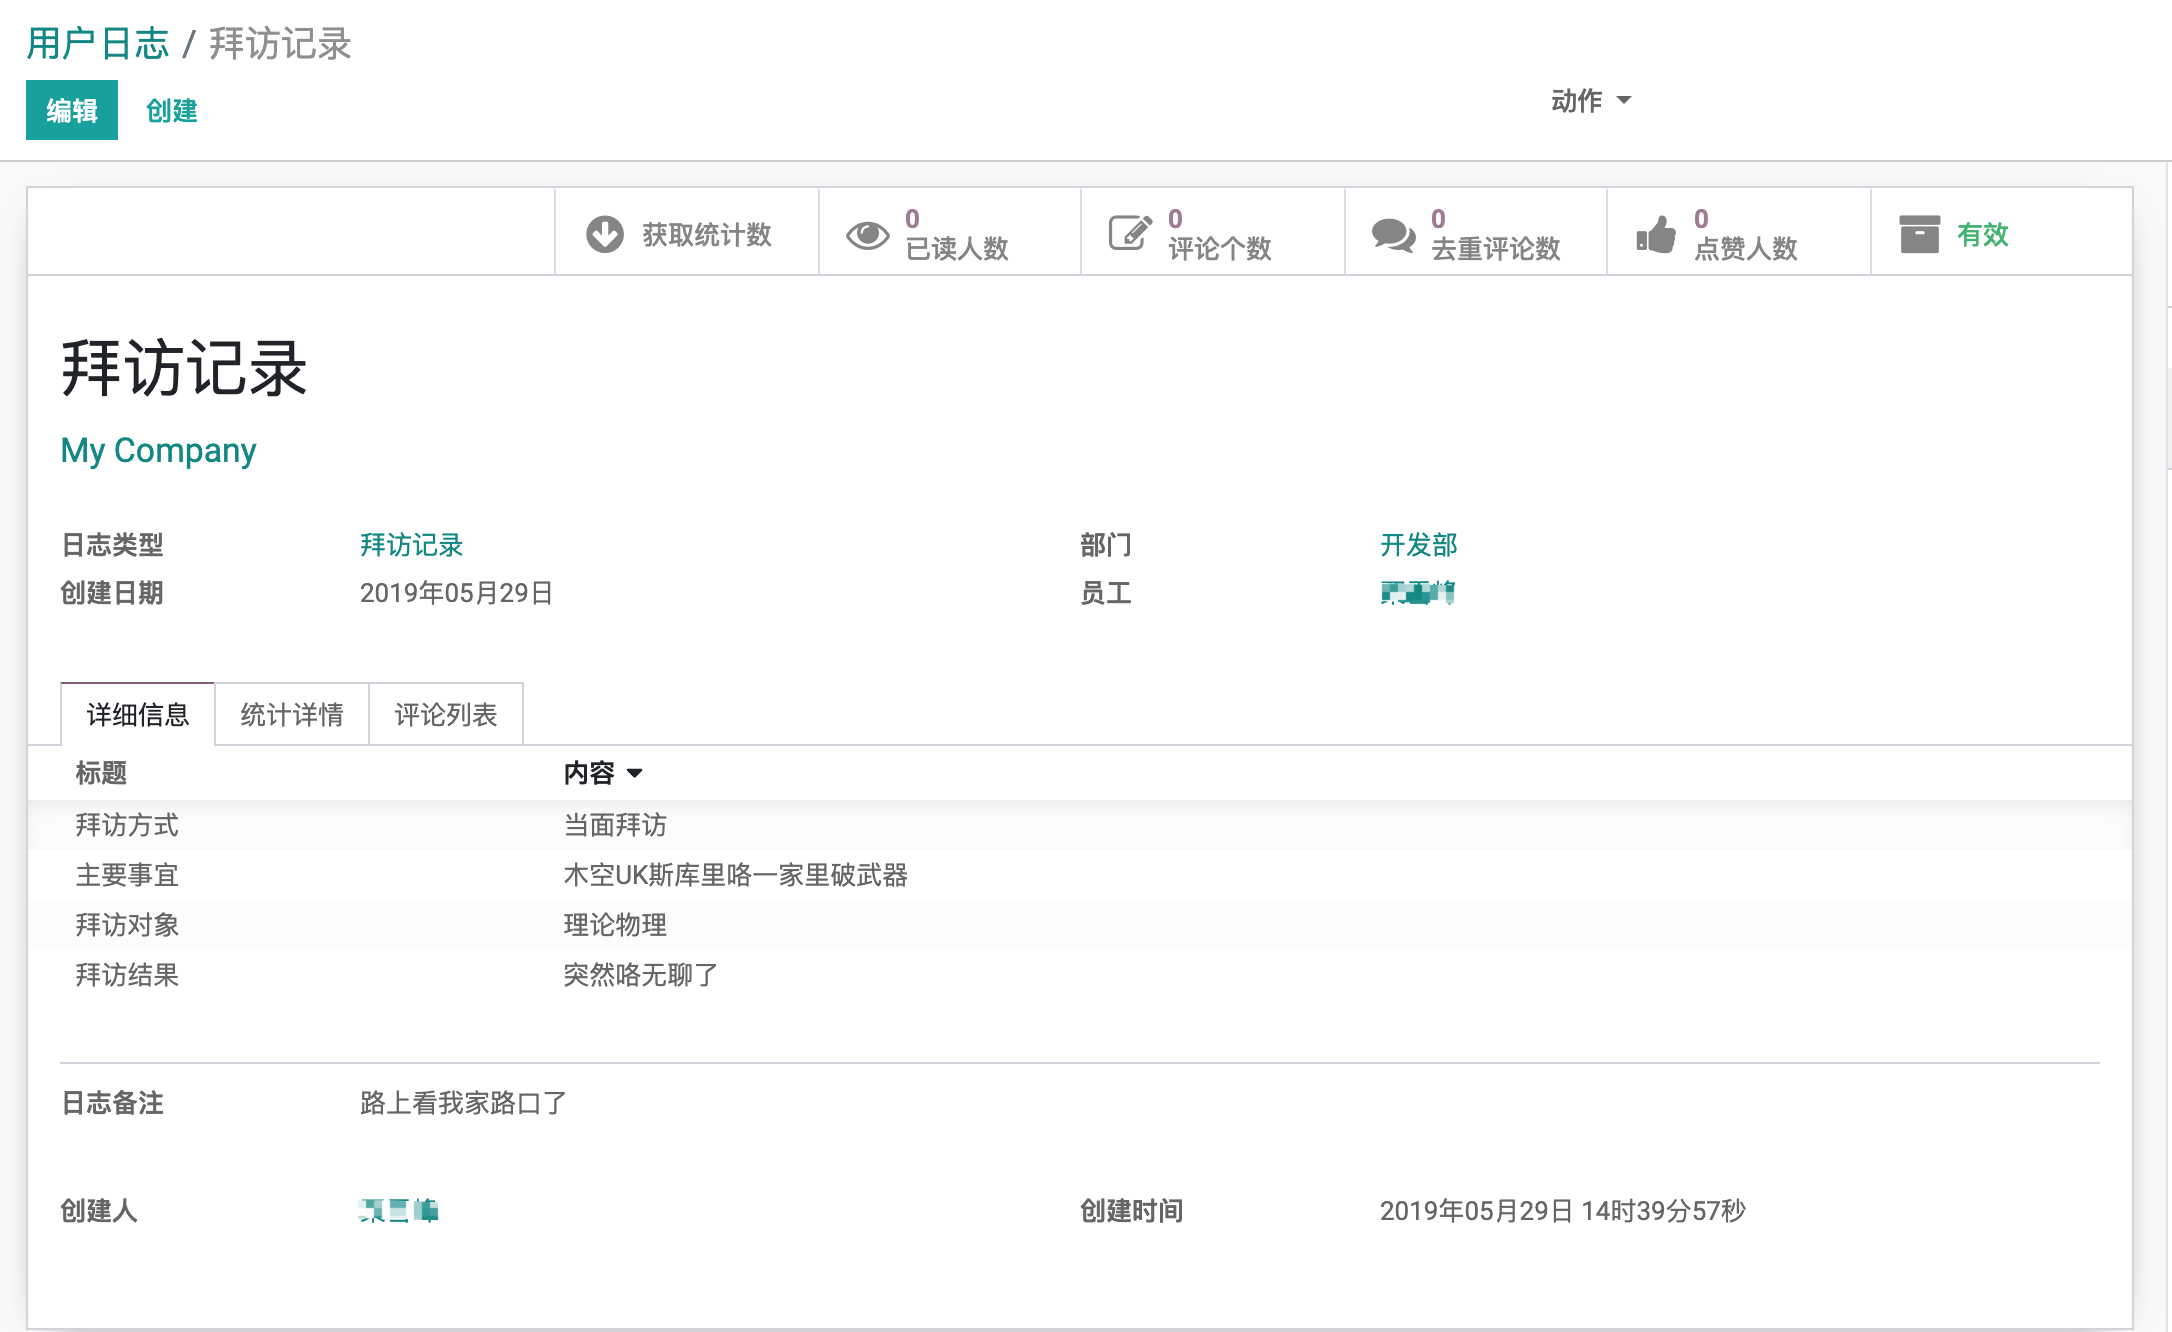 用户日志 / 拜访记录
编辑 创建 动作
获取统计数 0 已读人数 0 评论个数 0 去重评论数 0 点赞人数 有效
拜访记录
My Company
日志类型 拜访记录 部门 开发部
创建日期 2019年05月29日 员工
详细信息 统计详情 评论列表
标题 内容
拜访方式 当面拜访
主要事宜 木空UK斯库里咯一家里破武器
拜访对象 理论物理
拜访结果 突然咯无聊了
日志备注 路上看我家路口了
创建人 创建时间 2019年05月29日 14时39分57秒